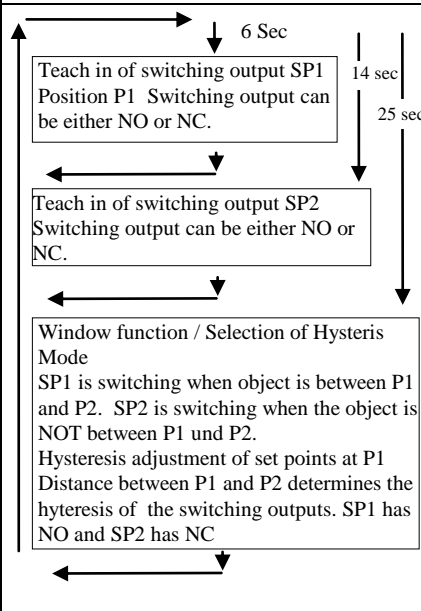 6 Sec
Teach in of switching output SP1
Position P1 Switching output can
be either NO or NC.
14 sec
25 sec
Teach in of switching output SP2
Switching output can be either NO or
NC.
Window function / Selection of Hysteris
Mode
SP1 is switching when object is between P1
and P2. SP2 is switching when the object is
NOT between P1 und P2.
Hysteresis adjustment of set points at P1
Distance between P1 and P2 determines the
hyteresis of the switching outputs. SP1 has
NO and SP2 has NC